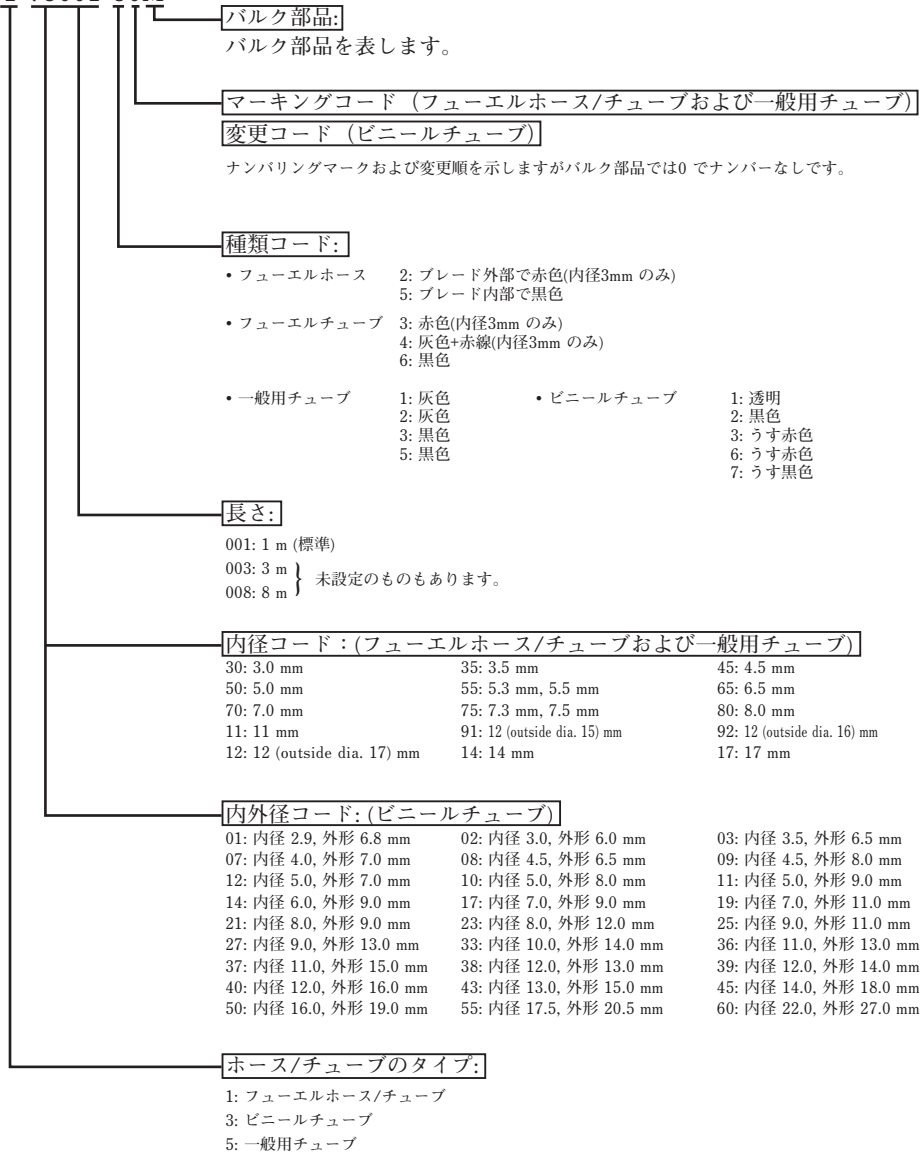 バルク部品:
バルク部品を表します。
マーキングコード (フューエルホース/チューブおよび一般用チューブ)
変更コード (ビニールチューブ)
ナンバリングマークおよび変更順を示しますがバルク部品では0 でナンバーなしです。
種類コード:
• フューエルホース 2: ブレード外部で赤色(内径3mm のみ)
5: ブレード内部で黒色
• フューエルチューブ 3: 赤色(内径3mm のみ)
4: 灰色+赤線(内径3mm のみ)
6: 黒色
• 一般用チューブ 1: 灰色 • ビニールチューブ 1: 透明
2: 灰色 2: 黒色
3: 黒色 3: うす赤色
5: 黒色 6: うす赤色
7: うす黒色
長さ:
001: 1 m (標準)
003: 3 m
008: 8 m } 未設定のものもあります。
内径コード：(フューエルホース/チューブおよび一般用チューブ)
30: 3.0 mm 35: 3.5 mm 45: 4.5 mm
50: 5.0 mm 55: 5.3 mm, 5.5 mm 65: 6.5 mm
70: 7.0 mm 75: 7.3 mm, 7.5 mm 80: 8.0 mm
11: 11 mm 91: 12 (outside dia. 15) mm 92: 12 (outside dia. 16) mm
12: 12 (outside dia. 17) mm 14: 14 mm 17: 17 mm
内外径コード: (ビニールチューブ)
01: 内径 2.9, 外形 6.8 mm 02: 内径 3.0, 外形 6.0 mm 03: 内径 3.5, 外形 6.5 mm
07: 内径 4.0, 外形 7.0 mm 08: 内径 4.5, 外形 6.5 mm 09: 内径 4.5, 外形 8.0 mm
12: 内径 5.0, 外形 7.0 mm 10: 内径 5.0, 外形 8.0 mm 11: 内径 5.0, 外形 9.0 mm
14: 内径 6.0, 外形 9.0 mm 17: 内径 7.0, 外形 9.0 mm 19: 内径 7.0, 外形 11.0 mm
21: 内径 8.0, 外形 9.0 mm 23: 内径 8.0, 外形 12.0 mm 25: 内径 9.0, 外形 11.0 mm
27: 内径 9.0, 外形 13.0 mm 33: 内径 10.0, 外形 14.0 mm 36: 内径 11.0, 外形 13.0 mm
37: 内径 11.0, 外形 15.0 mm 38: 内径 12.0, 外形 13.0 mm 39: 内径 12.0, 外形 14.0 mm
40: 内径 12.0, 外形 16.0 mm 43: 内径 13.0, 外形 15.0 mm 45: 内径 14.0, 外形 18.0 mm
50: 内径 16.0, 外形 19.0 mm 55: 内径 17.5, 外形 20.5 mm 60: 内径 22.0, 外形 27.0 mm
ホース/チューブのタイプ:
1: フューエルホース/チューブ
3: ビニールチューブ
5: 一般用チューブ